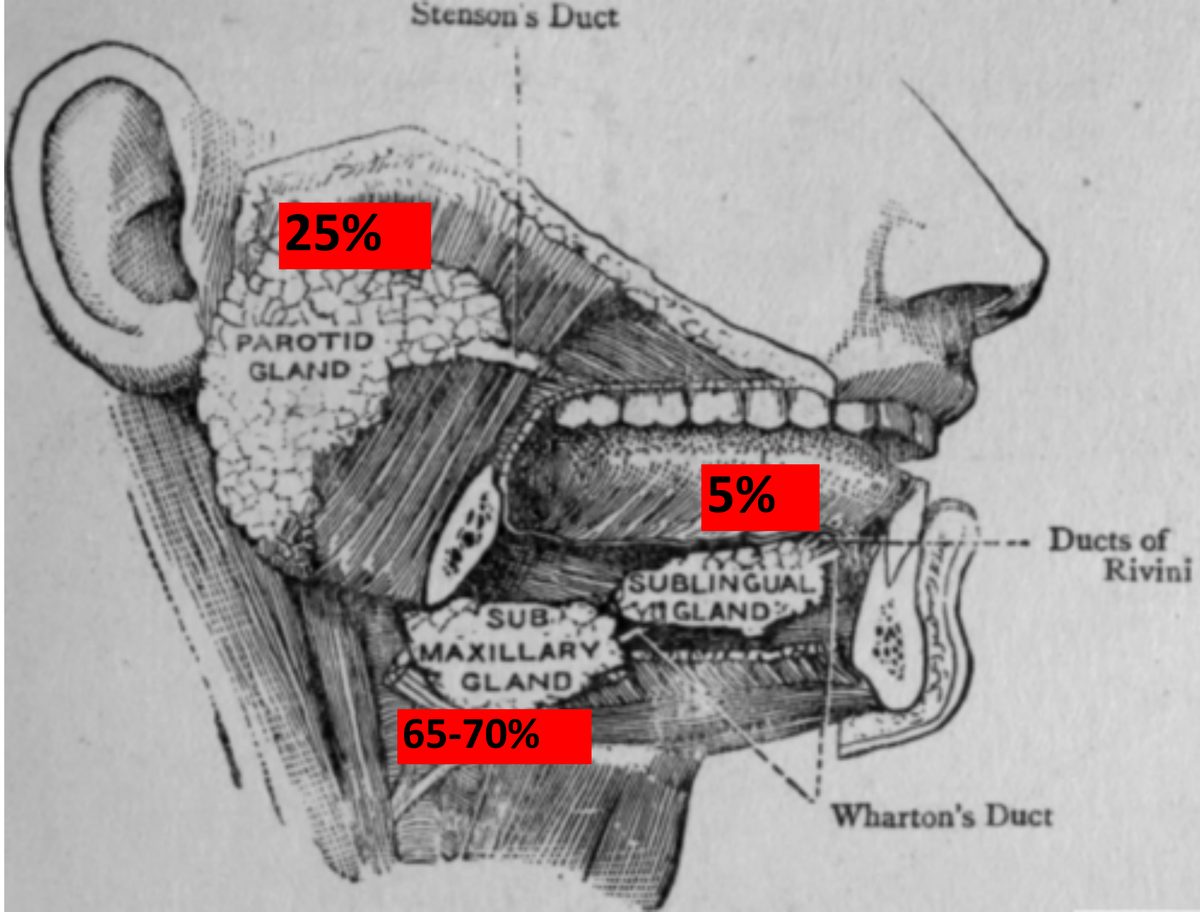 Stenson's Duct
25%
PAROTID
GLAND
5%
Ducts of
Rivini
SUBLINGUAL
GLAND
SUB
MAXILLARY
GLAND
65-70%
Wharton's Duct